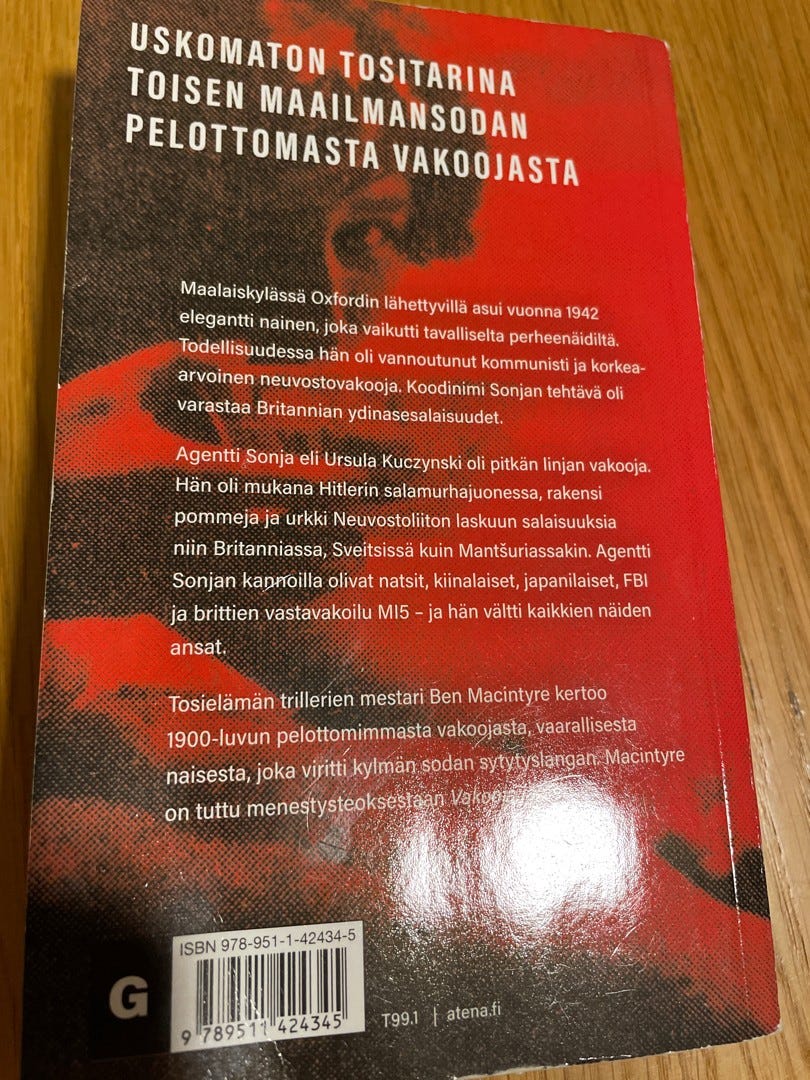 USKOMATON TOSITARINA
TOISEN MAAILMANSODAN
PELOTTOMASTA VAKOOJASTA
Maalaiskylässä Oxfordin lähettyvillä asui vuonna 1942
elegantti nainen, joka vaikutti tavalliselta perheenäidiltä.
Todellisuudessa hän oli vannoutunut kommunisti ja korkea-
arvoinen neuvostovakooja. Koodinimi Sonjan tehtävä oli
varastaa Britannian ydinasesalaisuudet.
Agentti Sonja eli Ursula Kuczynski oli pitkän linjan vakooja.
Hän oli mukana Hitlerin salamurhajuonessa, rakensi
pommeja ja urkki Neuvostoliiton laskuun salaisuuksia
niin Britanniassa, Sveitsissä kuin Mantšuriassakin. Agentti
Sonjan kannoilla olivat natsit, kiinalaiset, japanilaiset, FBI
ja brittien vastavakoilu MI5 – ja hän vältti kaikkien näiden
ansat.
Tosielämän trillerien mestari Ben Macintyre kertoo
1900-luvun pelottomimmasta vakoojasta, vaarallisesta
naisesta, joka viritti kylmän sodan sytytyslangan. Macintyre
on tuttu menestysteoksestaan
ISBN 978-951-1-42434-5
G
9 789511 424345
T99.1 | atena.fi